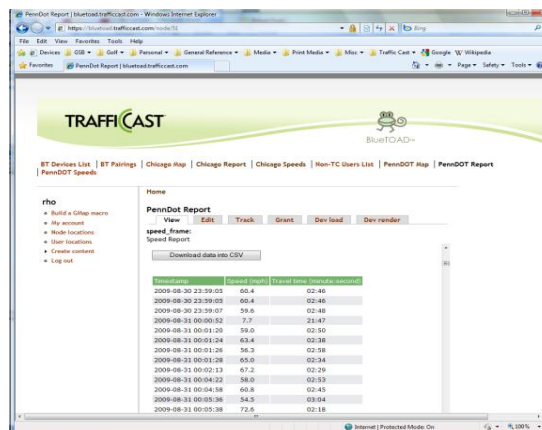 PennDot Report | bluetoad.trafficcast.com - Windows Internet Explorer
https://bluetoad.trafficcast.com/node/51
Bing
File Edit View Favorites Tools Help
Devices GSB Golf Personal General Reference Media Print Media Misc Traffic Cast Google Wikipedia
Favorites PennDot Report | bluetoad.trafficcast.com
Page Safety Tools
TRAFFICAST
BlueTOAD
BT Devices List | BT Pairings | Chicago Map | Chicago Report | Chicago Speeds | Non-TC Users List | PennDOT Map | PennDOT Report
| PennDOT Speeds
Home
rho
Build a GMap macro
My account
Node locations
User locations
Create content
Log out
PennDot Report
View Edit Track Grant Dev load Dev render
speed_frame:
Speed Report
Download data into CSV
Timestamp Speed (mph) Travel time (minute:second)
2009-08-30 23:59:05 60.4 02:46
2009-08-30 23:59:05 60.4 02:46
2009-08-30 23:59:07 59.6 02:48
2009-08-31 00:00:52 7.7 21:47
2009-08-31 00:01:20 59.0 02:50
2009-08-31 00:01:24 63.4 02:38
2009-08-31 00:01:26 56.3 02:58
2009-08-31 00:01:28 65.0 02:34
2009-08-31 00:02:13 67.2 02:29
2009-08-31 00:04:22 58.0 02:53
2009-08-31 00:04:58 60.8 02:45
2009-08-31 00:05:36 54.5 03:04
2009-08-31 00:05:38 72.6 02:18
Internet | Protected Mode: On
100%